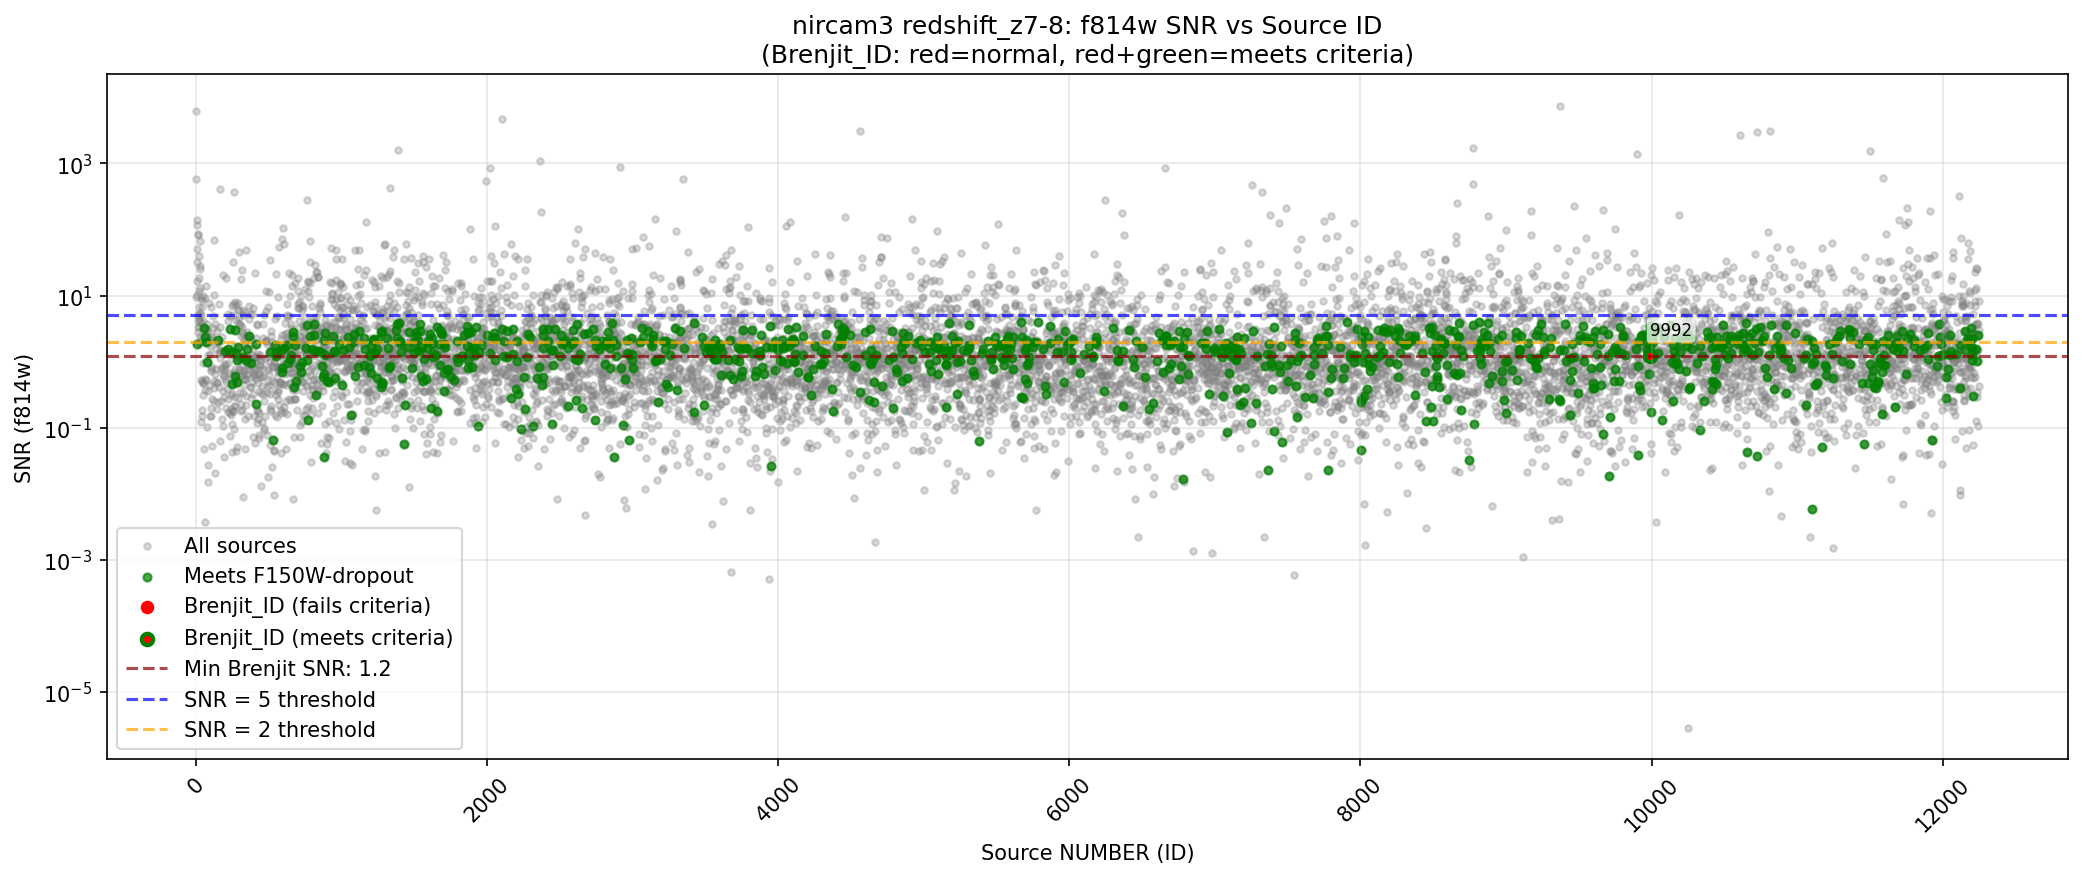 nircam3 redshift_z7-8: f814w SNR vs Source ID
(Brenjit_ID: red=normal, red+green=meets criteria)
SNR (f814w)
10³
10¹
10⁻¹
10⁻³
10⁻⁵
9992
All sources
Meets F150W-dropout
Brenjit_ID (fails criteria)
Brenjit_ID (meets criteria)
Min Brenjit SNR: 1.2
SNR = 5 threshold
SNR = 2 threshold
0
2000
4000
6000
8000
10000
12000
Source NUMBER (ID)